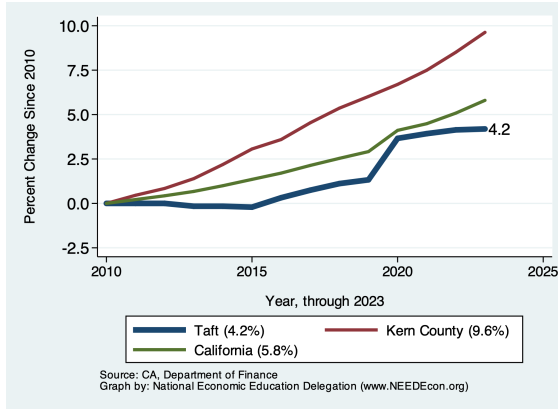 Percent Change Since 2010
10.0
7.5
5.0
2.5
0.0
-2.5
4.2
2010 2015 2020 2025
Year, through 2023
Taft (4.2%) Kern County (9.6%)
California (5.8%)
Source: CA, Department of Finance
Graph by: National Economic Education Delegation (www.NEEDEcon.org)